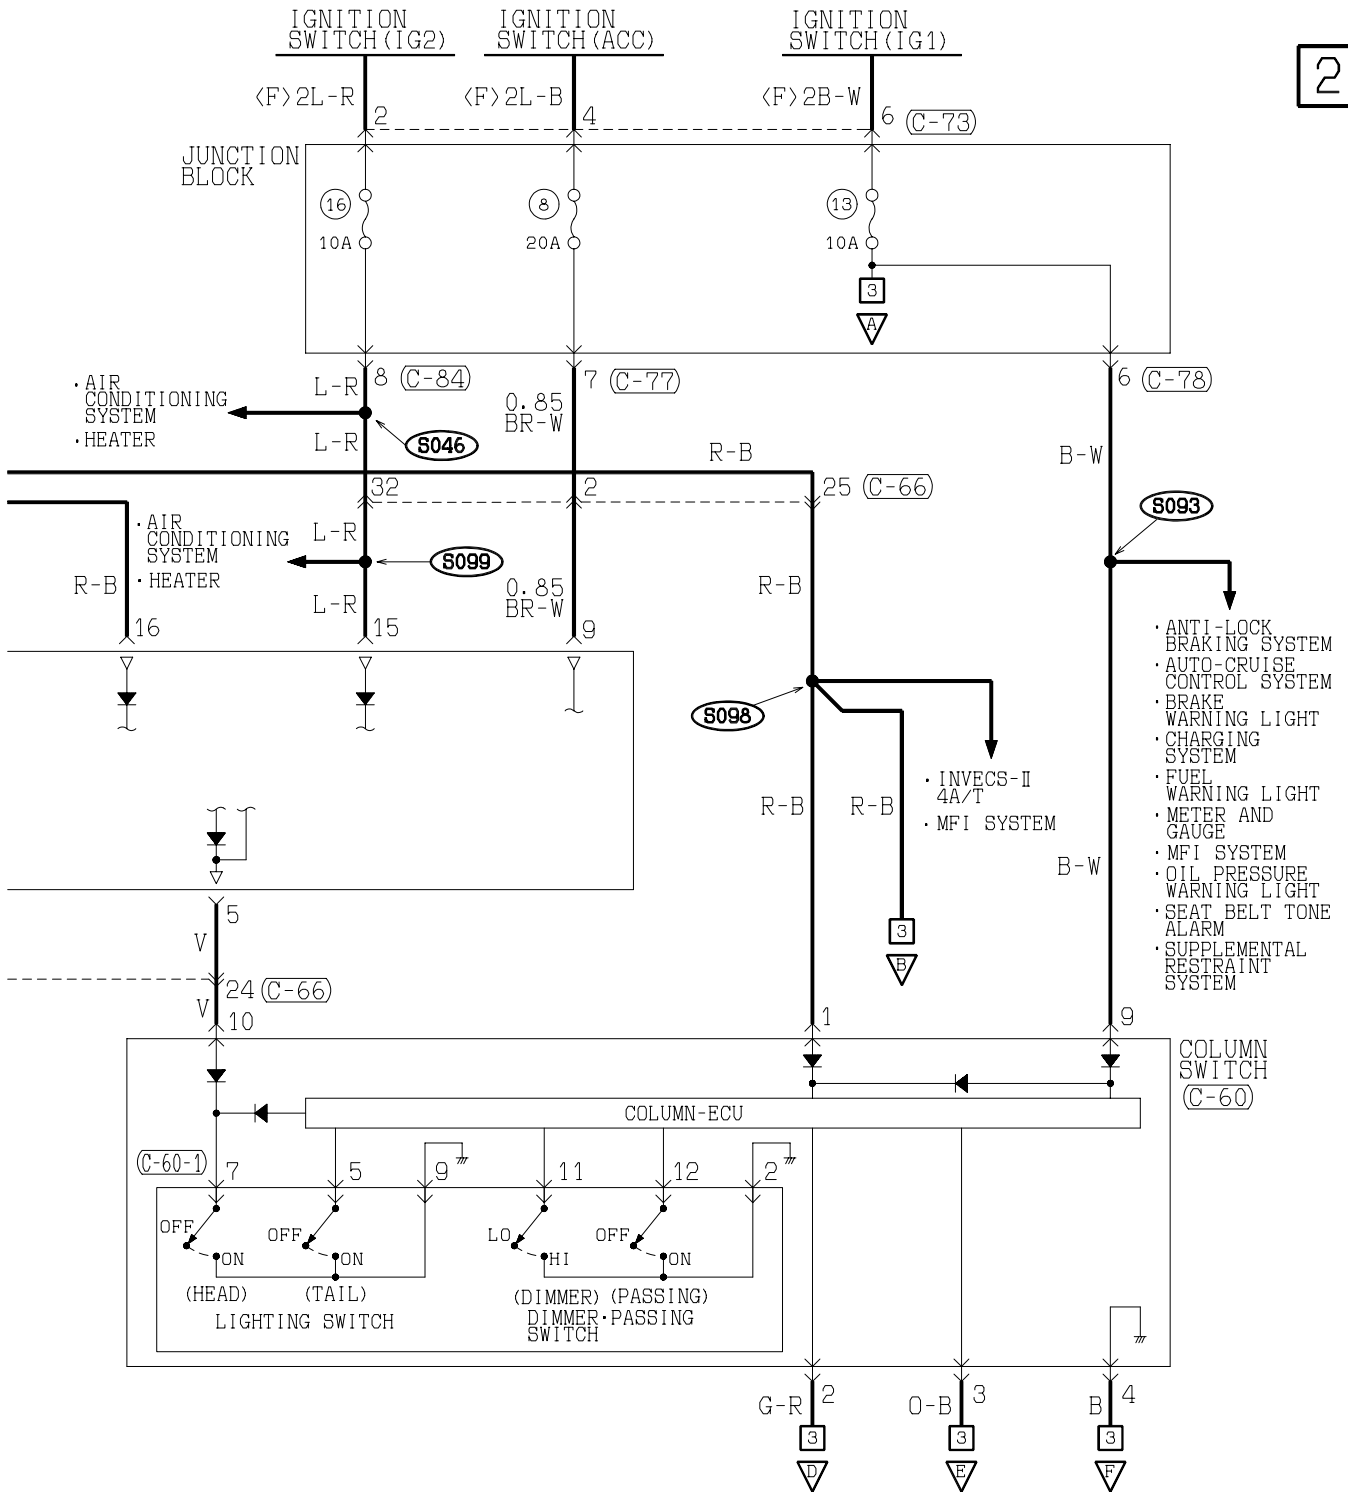 IGNITION
SWITCH(IG2)
IGNITION
SWITCH(ACC)
IGNITION
SWITCH(IG1)
2
<F>2L-R
<F>2L-B
<F>2B-W
2
4
6
(C-73)
JUNCTION
BLOCK
16
8
13
10A
20A
10A
3
A
8
(C-84)
7
(C-77)
6
(C-78)
· AIR
CONDITIONING
SYSTEM
· HEATER
L-R
0.85
BR-W
L-R
S046
R-B
B-W
32
2
25
(C-66)
S093
· AIR
CONDITIONING
SYSTEM
· HEATER
L-R
S099
R-B
L-R
0.85
BR-W
R-B
16
15
9
· ANTI-LOCK
BRAKING SYSTEM
· AUTO-CRUISE
CONTROL SYSTEM
· BRAKE
WARNING LIGHT
· CHARGING
SYSTEM
· FUEL
WARNING LIGHT
· METER AND
GAUGE
· MFI SYSTEM
· OIL PRESSURE
WARNING LIGHT
· SEAT BELT TONE
ALARM
· SUPPLEMENTAL
RESTRAINT
SYSTEM
S098
· INVECS-II
4A/T
· MFI SYSTEM
R-B
R-B
B-W
3
B
5
V
24
(C-66)
V
10
1
9
COLUMN
SWITCH
(C-60)
COLUMN-ECU
(C-60-1)
7
5
9
11
12
2
OFF
ON
OFF
ON
LO
HI
OFF
ON
(HEAD)
(TAIL)
(DIMMER)
(PASSING)
LIGHTING SWITCH
DIMMER·PASSING
SWITCH
G-R
2
O-B
3
B
4
3
3
3
D
E
F